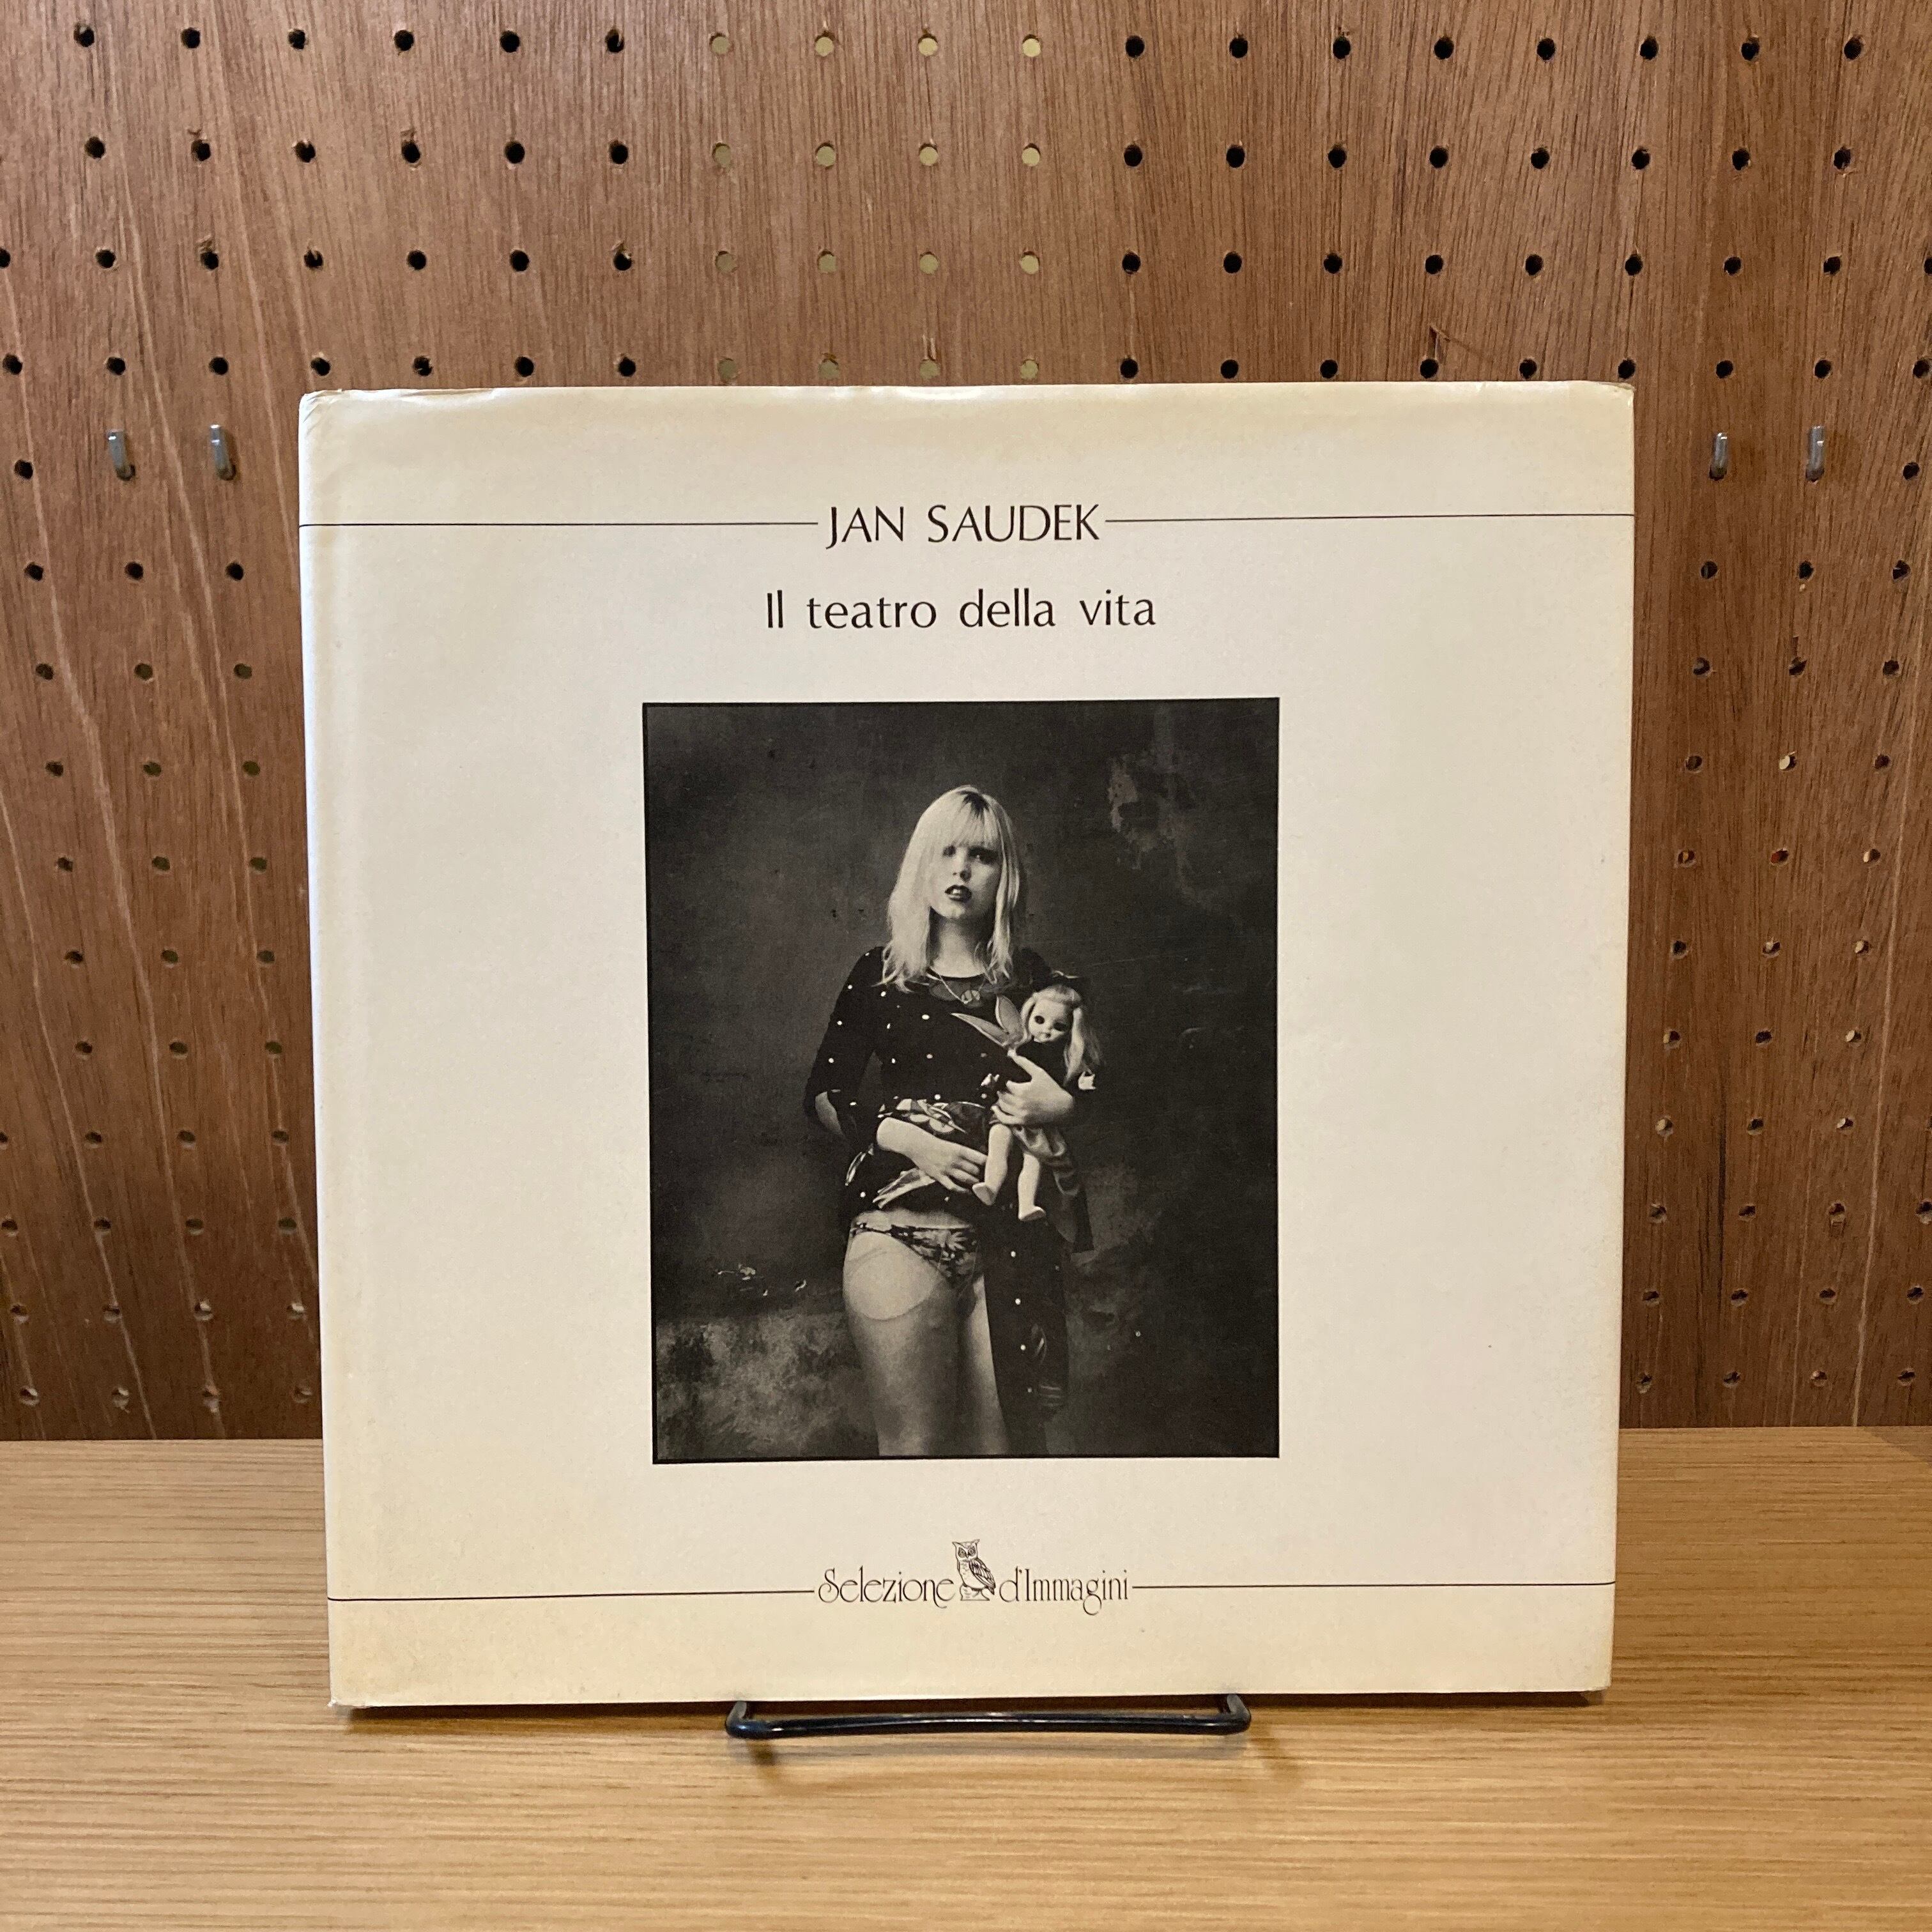 JAN SAUDEK
Il teatro della vita
Selezione d'Immagini